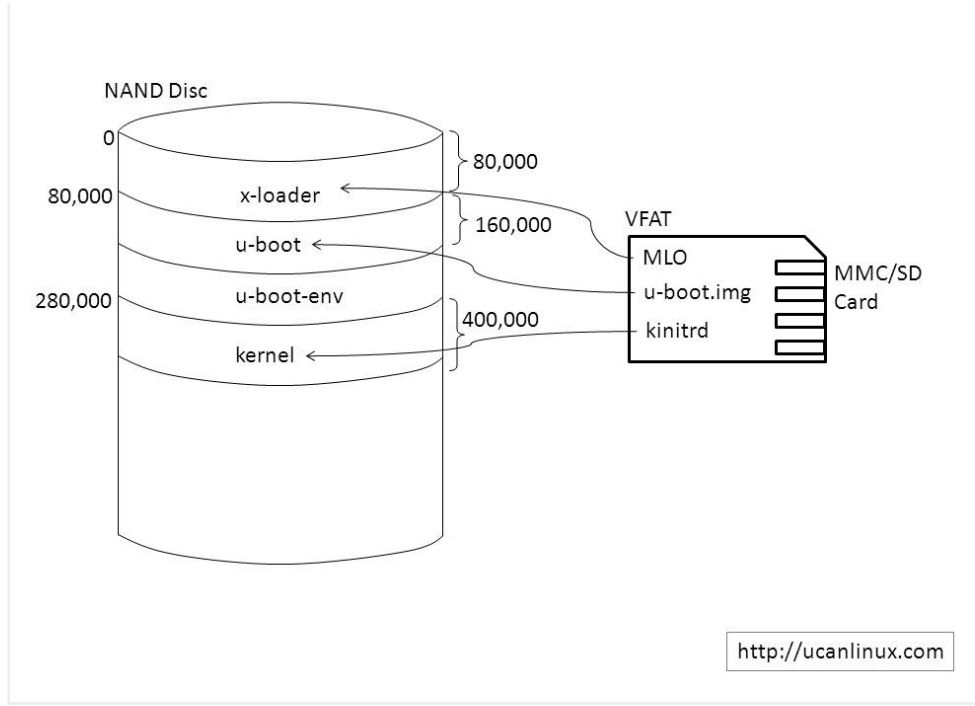 NAND Disc
0
80,000
x-loader
80,000
160,000
u-boot
u-boot-env
280,000
400,000
kernel
VFAT
MLO
u-boot.img
kinitrd
MMC/SD
Card
http://ucanlinux.com